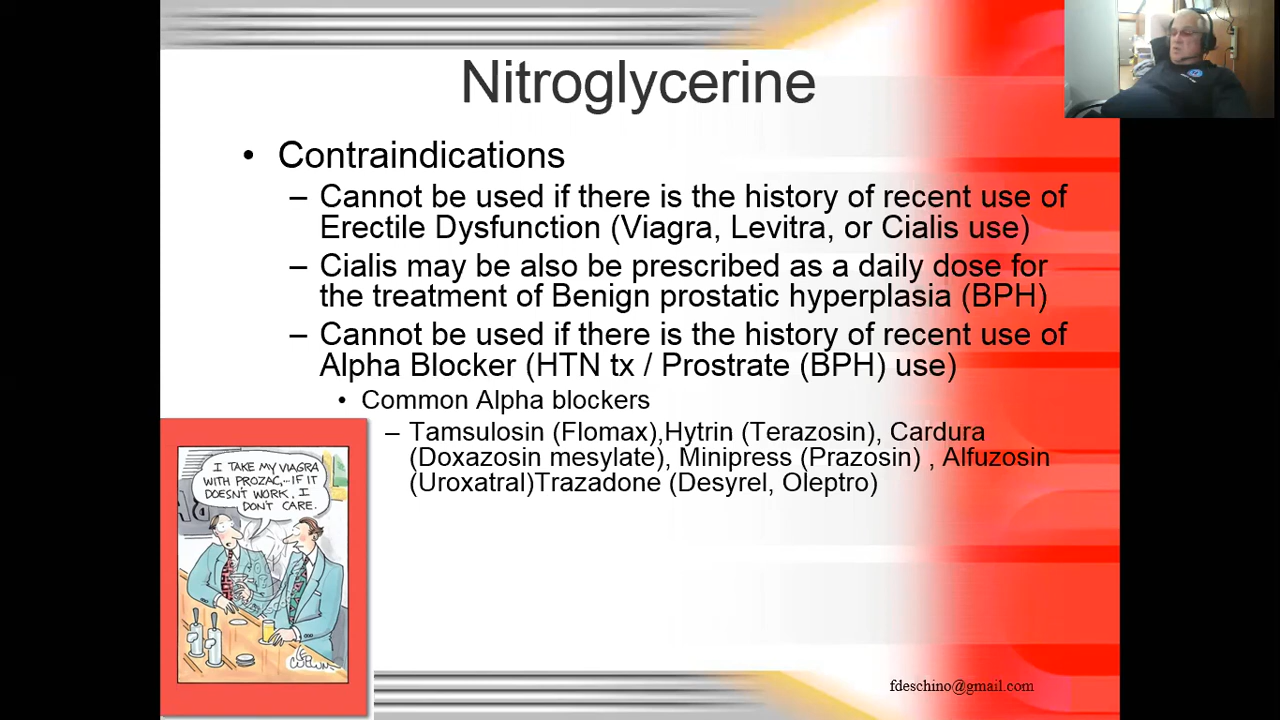 Nitroglycerine
• Contraindications
– Cannot be used if there is the history of recent use of
Erectile Dysfunction (Viagra, Levitra, or Cialis use)
– Cialis may be also be prescribed as a daily dose for
the treatment of Benign prostatic hyperplasia (BPH)
– Cannot be used if there is the history of recent use of
Alpha Blocker (HTN tx / Prostrate (BPH) use)
• Common Alpha blockers
– Tamsulosin (Flomax),Hytrin (Terazosin), Cardura
(Doxazosin mesylate), Minipress (Prazosin) , Alfuzosin
(Uroxatral)Trazadone (Desyrel, Oleptro)
I TAKE MY VIAGRA
WITH PROZAC,...IF IT
DOESN'T WORK, I
DON'T CARE.
fdeschino@gmail.com